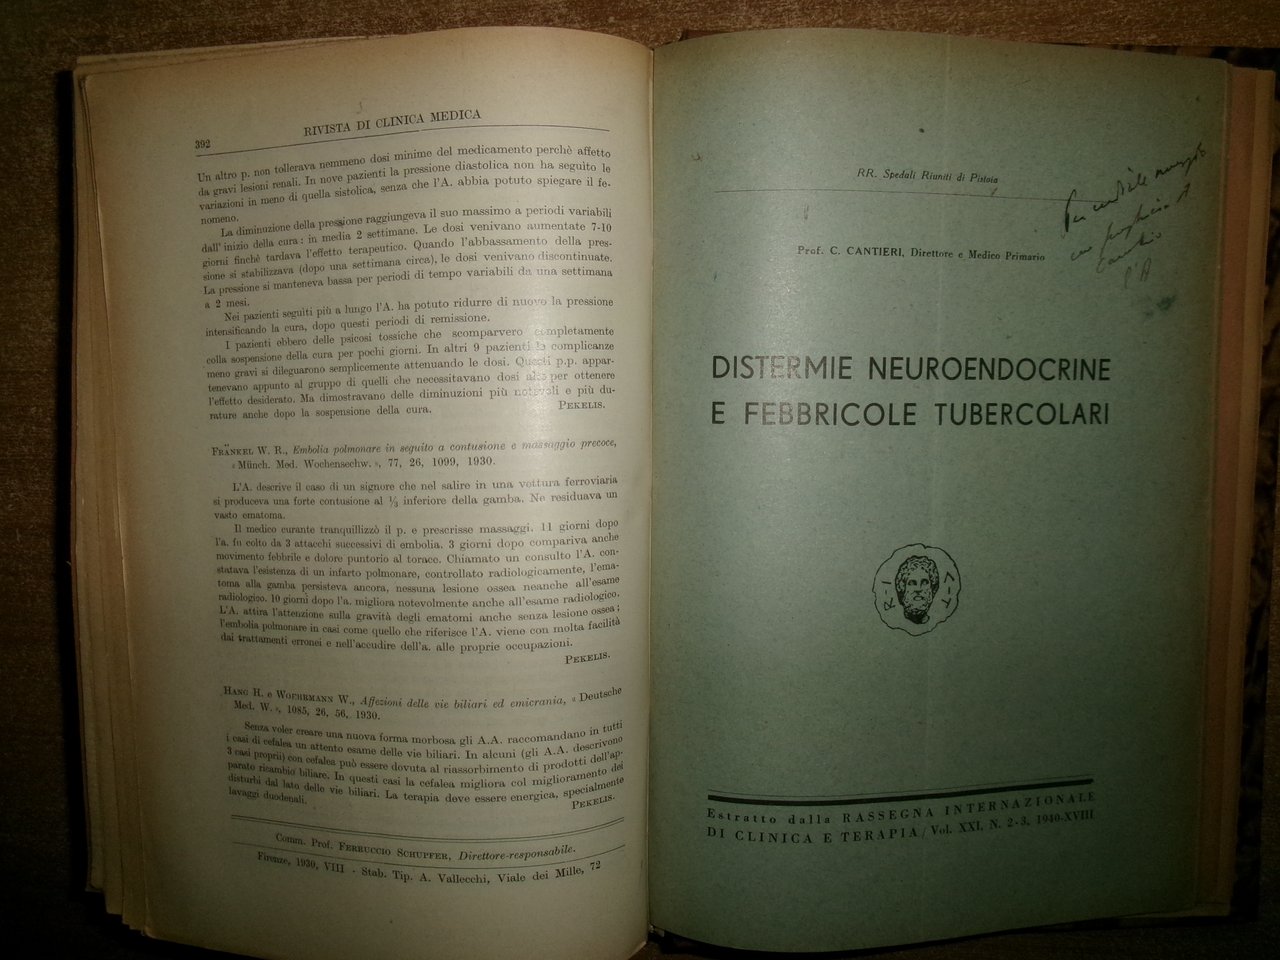 392
RIVISTA DI CLINICA MEDICA
Un altro p. non tollerava nemmeno dosi minime del medicamento perchè affetto
da gravi lesioni renali. In nove pazienti la pressione diastolica non ha seguito le
variazioni in meno di quella sistolica, senza che l'A. abbia potuto spiegare il fe-
nomeno.
La diminuzione della pressione raggiungeva il suo massimo a periodi variabili
dall' inizio della cura : in media 2 settimane. Le dosi venivano aumentate 7-10
giorni finchè tardava l'effetto terapeutico. Quando l'abbassamento della pres-
sione si stabilizzava (dopo una settimana circa), le dosi venivano discontinuate.
La pressione si manteneva bassa per periodi di tempo variabili da una settimana
a 2 mesi.
Nei pazienti seguiti più a lungo l'A. ha potuto ridurre di nuovo la pressione
intensificando la cura, dopo questi periodi di remissione.
I pazienti ebbero delle psicosi tossiche che scomparvero completamente
colla sospensione della cura per pochi giorni. In altri 9 pazienti le complicanze
meno gravi si dileguarono semplicemente attenuando le dosi. Questi p.p. appar-
tenevano appunto al gruppo di quelli che necessitavano dosi alte per ottenere
l'effetto desiderato. Ma dimostravano delle diminuzioni più notevoli e più du-
rature anche dopo la sospensione della cura.
PEKELIS.
FRÄNKEL W. R., Embolia polmonare in seguito a contusione e massaggio precoce,
« Münch. Med. Wochensechw. », 77, 26, 1099, 1930.
L'A. descrive il caso di un signore che nel salire in una vettura ferroviaria
si produceva una forte contusione al ⅓ inferiore della gamba. Ne residuava un
vasto ematoma.
Il medico curante tranquillizzò il p. e prescrisse massaggi. 11 giorni dopo
l'a. fu colto da 3 attacchi successivi di embolia. 3 giorni dopo compariva anche
movimento febbrile e dolore puntorio al torace. Chiamato un consulto l'A. con-
statava l'esistenza di un infarto polmonare, controllato radiologicamente, l'ema-
toma alla gamba persisteva ancora, nessuna lesione ossea neanche all'esame
radiologico. 10 giorni dopo l'a. migliora notevolmente anche all'esame radiologico.
L'A. attira l'attenzione sulla gravità degli ematomi anche senza lesione ossea ;
l'embolia polmonare in casi come quello che riferisce l'A. viene con molta facilità
dai trattamenti erronei e nell'accudire dell'a. alle proprie occupazioni.
PEKELIS.
HANG H. e WOEHRMANN W., Affezioni delle vie biliari ed emicrania, « Deutsche
Med. W. », 1085, 26, 56, 1930.
Senza voler creare una nuova forma morbosa gli A.A. raccomandano in tutti
i casi di cefalea un attento esame delle vie biliari. In alcuni (gli A.A. descrivono
3 casi proprii) con cefalea può essere dovuta al riassorbimento di prodotti dell'ap-
parato ricambio biliare. In questi casi la cefalea migliora col miglioramento dei
disturbi dal lato delle vie biliari. La terapia deve essere energica, specialmente
lavaggi duodenali.
PEKELIS.
Comm. Prof. FERRUCCIO SCHUPFER, Direttore-responsabile.
Firenze, 1930, VIII - Stab. Tip. A. Vallecchi, Viale dei Mille, 72
RR. Spedali Riuniti di Pistoia
Prof. C. CANTIERI, Direttore e Medico Primario
DISTERMIE NEUROENDOCRINE
E FEBBRICOLE TUBERCOLARI
R · I · C · T
Estratto dalla RASSEGNA INTERNAZIONALE
DI CLINICA E TERAPIA / Vol. XXI, N. 2-3, 1940-XVIII